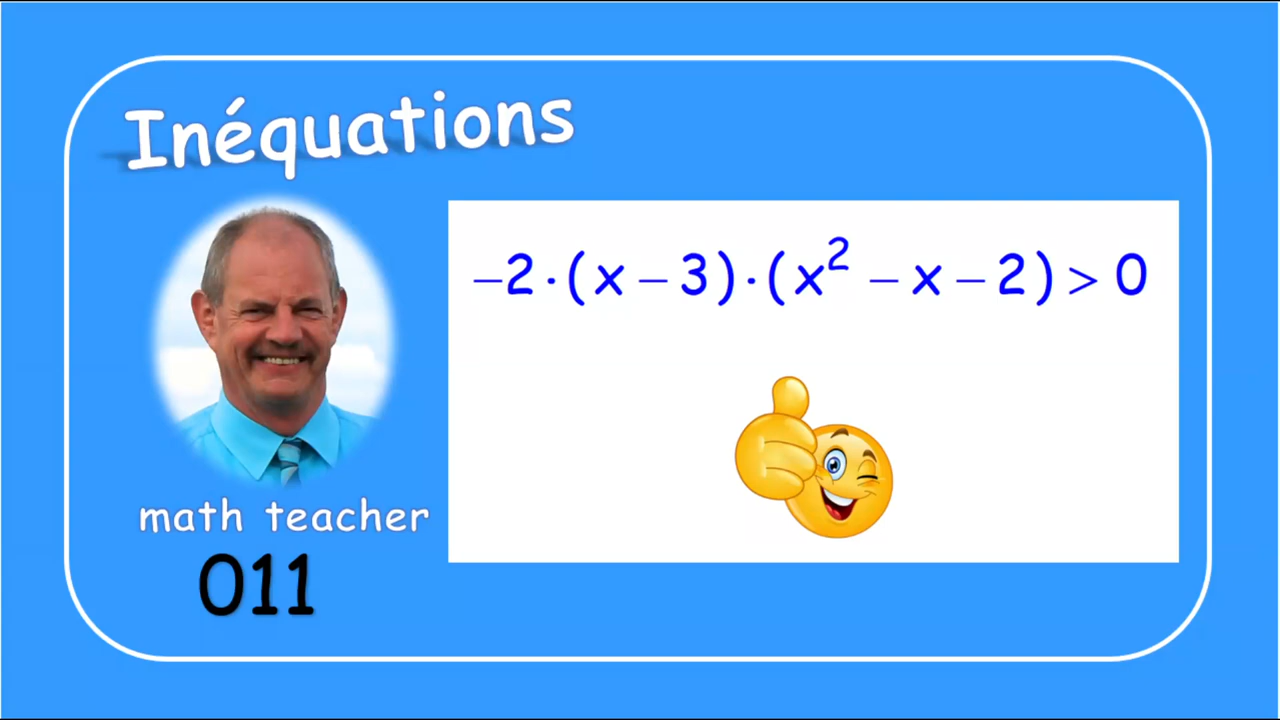 Inéquations
-2·(x-3)·(x²-x-2)>0
math teacher
011